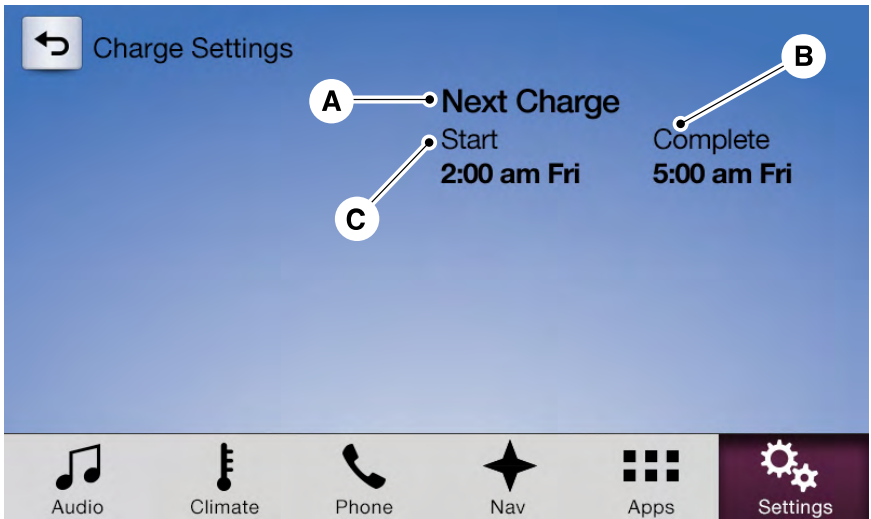 Charge Settings
A
Next Charge
B
Start
Complete
2:00 am Fri
5:00 am Fri
C
Audio
Climate
Phone
Nav
Apps
Settings